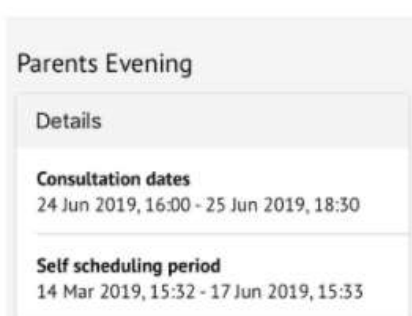 Parents Evening
Details
Consultation dates
24 Jun 2019, 16:00 - 25 Jun 2019, 18:30
Self scheduling period
14 Mar 2019, 15:32 - 17 Jun 2019, 15:33